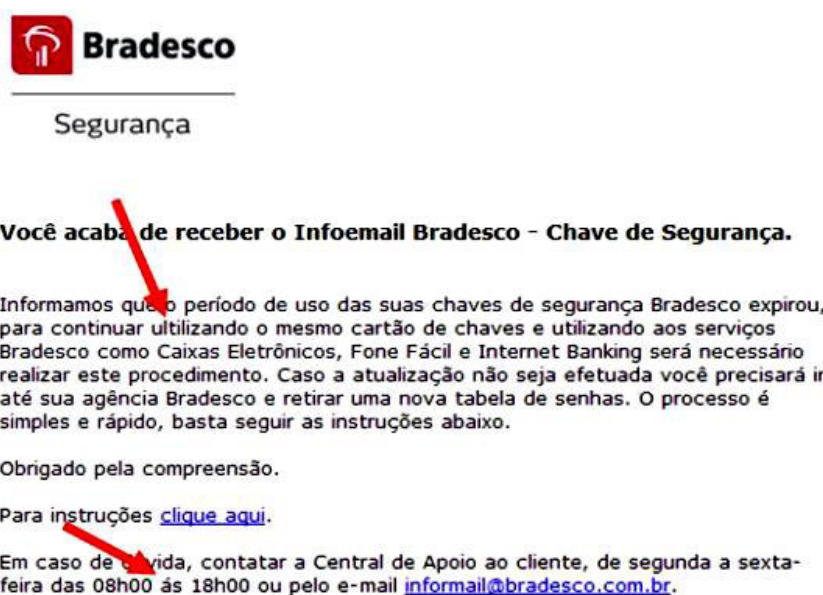 Bradesco
Segurança
Você acaba de receber o Infoemail Bradesco - Chave de Segurança.
Informamos que o período de uso das suas chaves de segurança Bradesco expirou,
para continuar ultilizando o mesmo cartão de chaves e utilizando aos serviços
Bradesco como Caixas Eletrônicos, Fone Fácil e Internet Banking será necessário
realizar este procedimento. Caso a atualização não seja efetuada você precisará ir
até sua agência Bradesco e retirar uma nova tabela de senhas. O processo é
simples e rápido, basta seguir as instruções abaixo.
Obrigado pela compreensão.
Para instruções clique aqui.
Em caso de dúvida, contatar a Central de Apoio ao cliente, de segunda a sexta-
feira das 08h00 ás 18h00 ou pelo e-mail informail@bradesco.com.br.